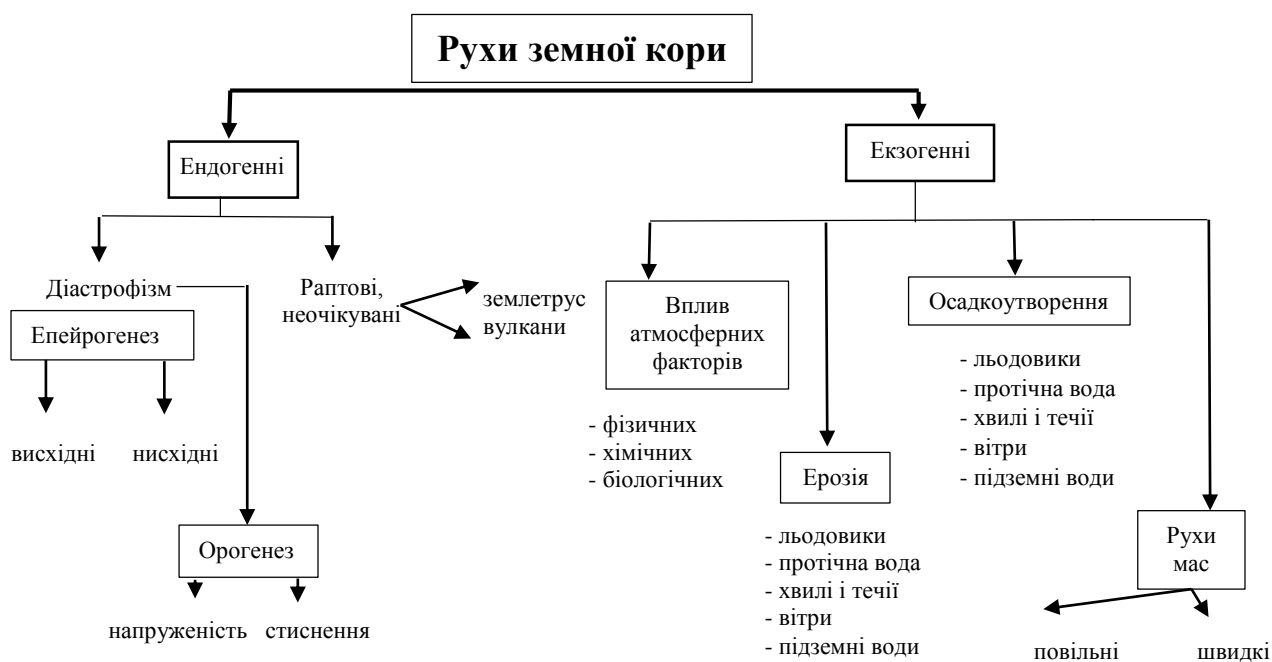 Рухи земної кори
Ендогенні
Екзогенні
Діастрофізм
Раптові,
неочікувані
землетрус
вулкани
Епейрогенез
висхідні
нисхідні
Орогенез
напруженість
стиснення
Вплив
атмосферних
факторів
- фізичних
- хімічних
- біологічних
Ерозія
- льодовики
- протічна вода
- хвилі і течії
- вітри
- підземні води
Осадкоутворення
- льодовики
- протічна вода
- хвилі і течії
- вітри
- підземні води
Рухи
мас
повільні
швидкі